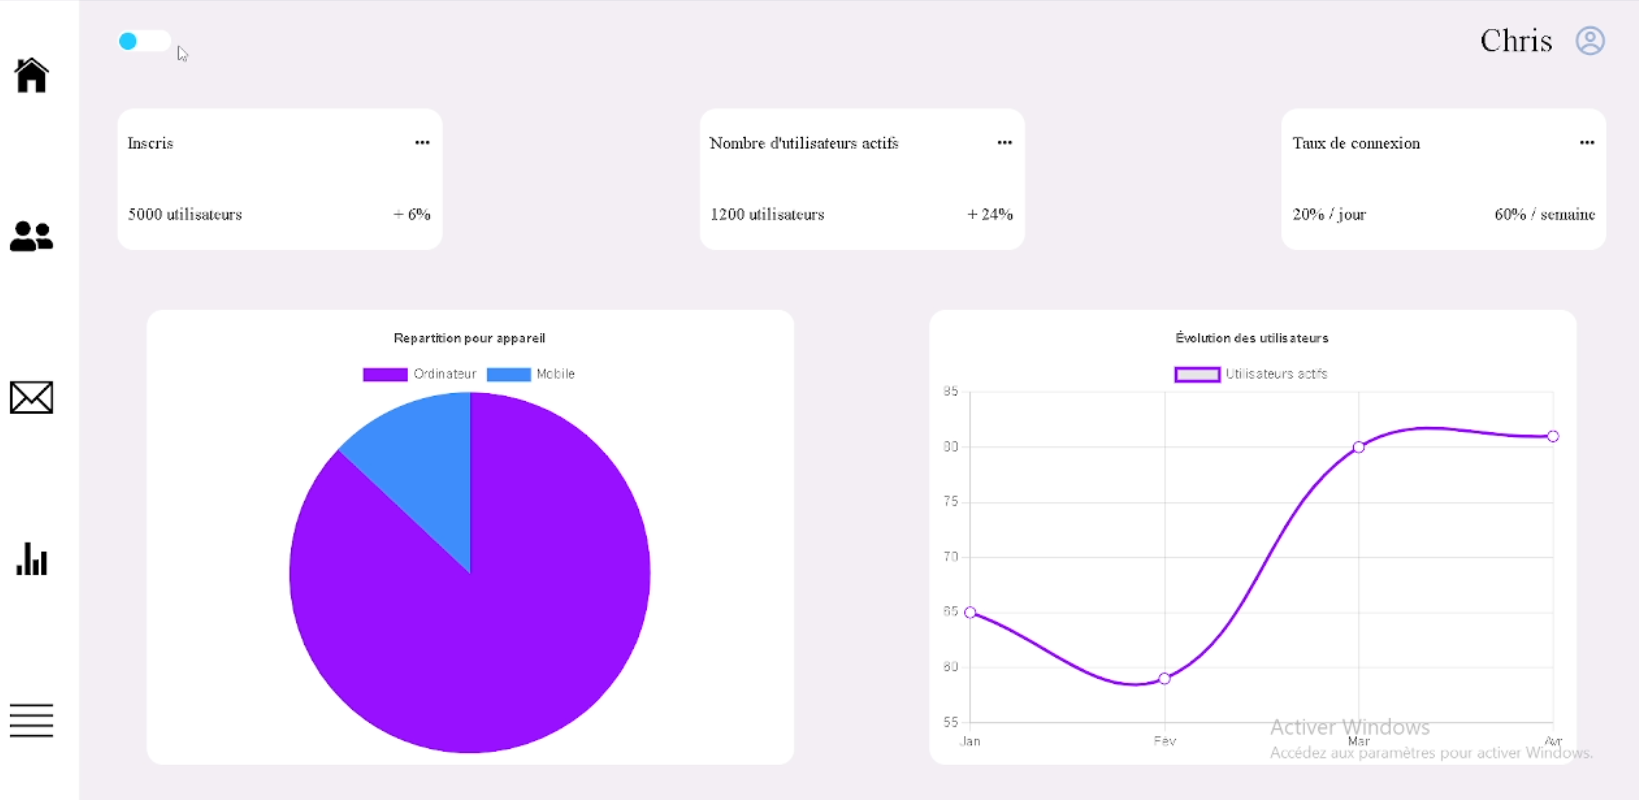 Chris
Inscris ...
5000 utilisateurs + 6%
Nombre d'utilisateurs actifs ...
1200 utilisateurs + 24%
Taux de connexion ...
20% / jour 60% / semaine
Repartition pour appareil
Ordinateur Mobile
Évolution des utilisateurs
Utilisateurs actifs
85
80
75
70
65
60
55
Jan Fév Mar Avr
Activer Windows
Accédez aux paramètres pour activer Windows.